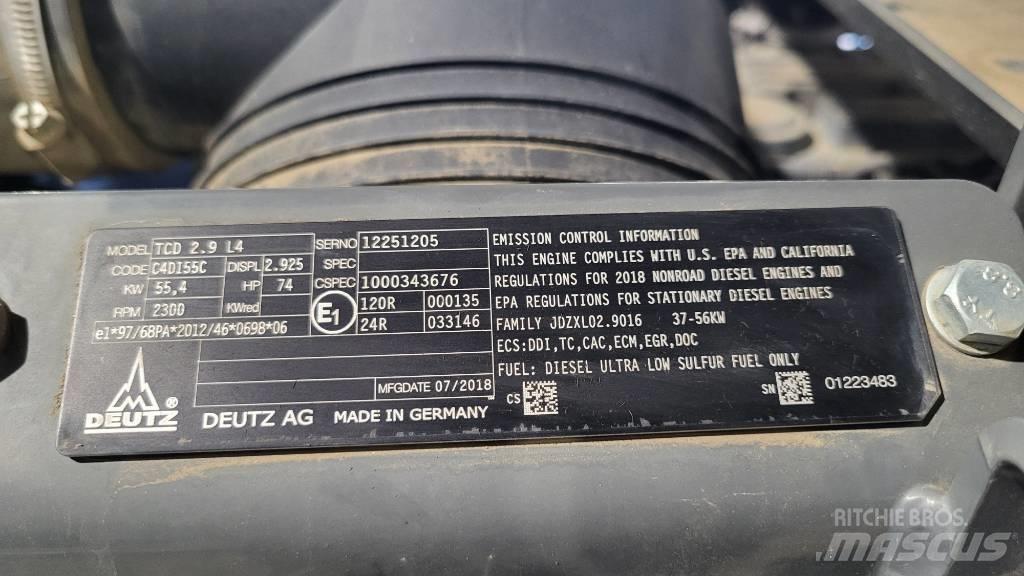 MODEL TCD 2.9 L4 SERNO 12251205
CODE C4DI55C DISPL 2.925 SPEC
KW 55,4 HP 74 CSPEC 1000343676
RPM 2300 KWred E1 120R 000135
24R 033146
e1*97/68PA*2012/46*0698*06
MFGDATE 07/2018
DEUTZ®
DEUTZ AG MADE IN GERMANY
EMISSION CONTROL INFORMATION
THIS ENGINE COMPLIES WITH U.S. EPA AND CALIFORNIA
REGULATIONS FOR 2018 NONROAD DIESEL ENGINES AND
EPA REGULATIONS FOR STATIONARY DIESEL ENGINES
FAMILY JDZXL02.9016 37-56KW
ECS:DDI,TC,CAC,ECM,EGR,DOC
FUEL: DIESEL ULTRA LOW SULFUR FUEL ONLY
CS SN 01223483
RITCHIE BROS.
MASCUS